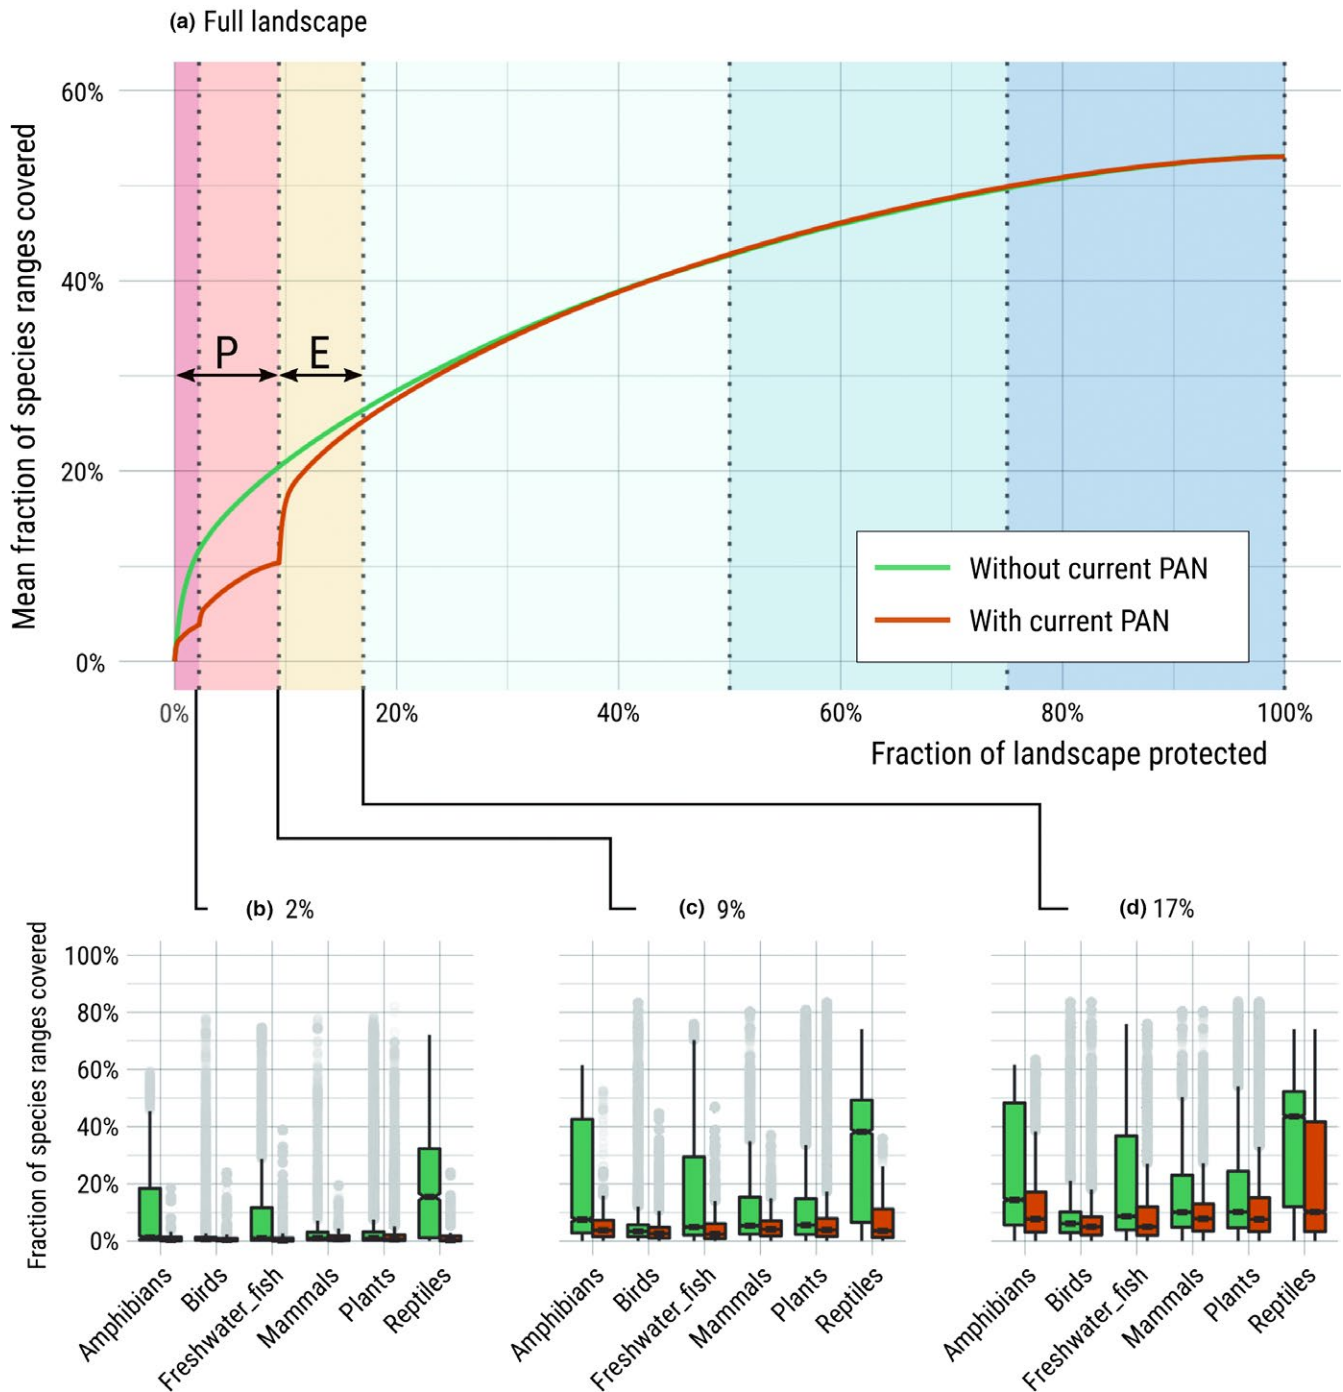 (a) Full landscape
Mean fraction of species ranges covered
60%
40%
20%
0%
P
E
Without current PAN
With current PAN
0%
20%
40%
60%
80%
100%
Fraction of landscape protected
(b) 2%
(c) 9%
(d) 17%
Fraction of species ranges covered
100%
80%
60%
40%
20%
0%
Amphibians
Birds
Freshwater_fish
Mammals
Plants
Reptiles
Amphibians
Birds
Freshwater_fish
Mammals
Plants
Reptiles
Amphibians
Birds
Freshwater_fish
Mammals
Plants
Reptiles